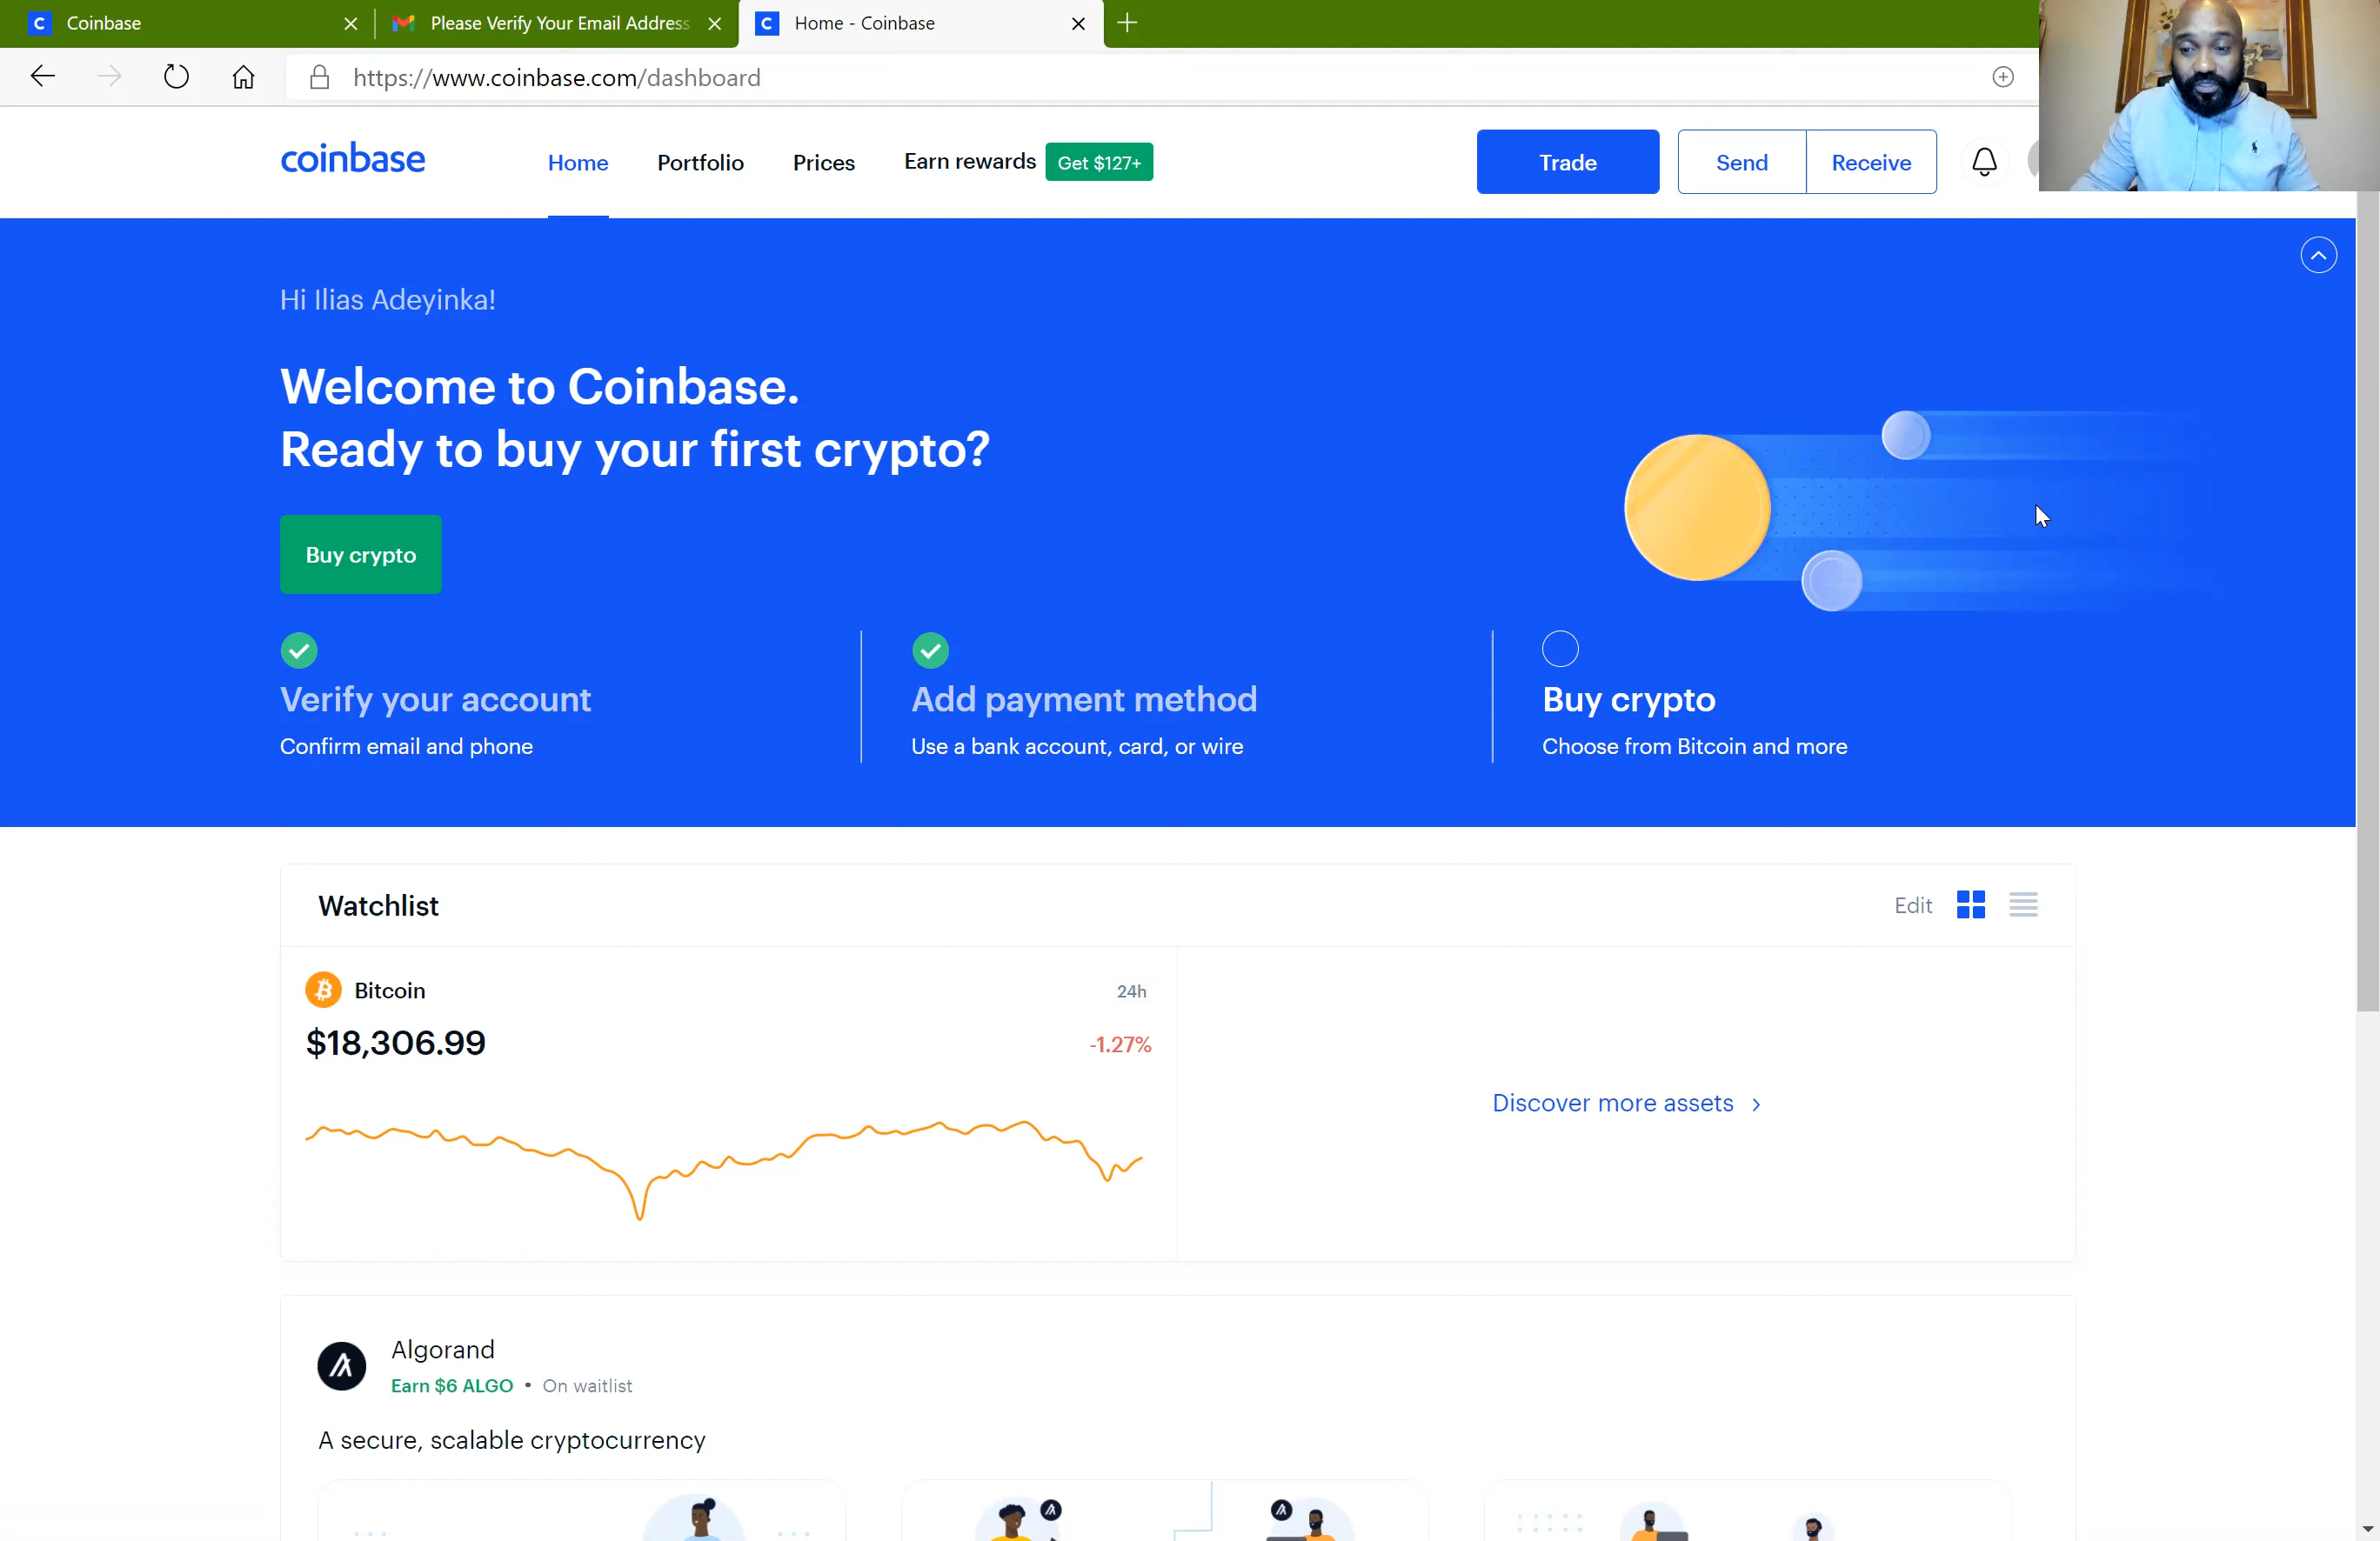 Coinbase
Please Verify Your Email Address
Home - Coinbase
https://www.coinbase.com/dashboard
coinbase
Home
Portfolio
Prices
Earn rewards
Get $127+
Trade
Send
Receive
Hi Ilias Adeyinka!
Welcome to Coinbase.
Ready to buy your first crypto?
Buy crypto
Verify your account
Confirm email and phone
Add payment method
Use a bank account, card, or wire
Buy crypto
Choose from Bitcoin and more
Watchlist
Edit
Bitcoin
24h
$18,306.99
-1.27%
Discover more assets
Algorand
Earn $6 ALGO • On waitlist
A secure, scalable cryptocurrency